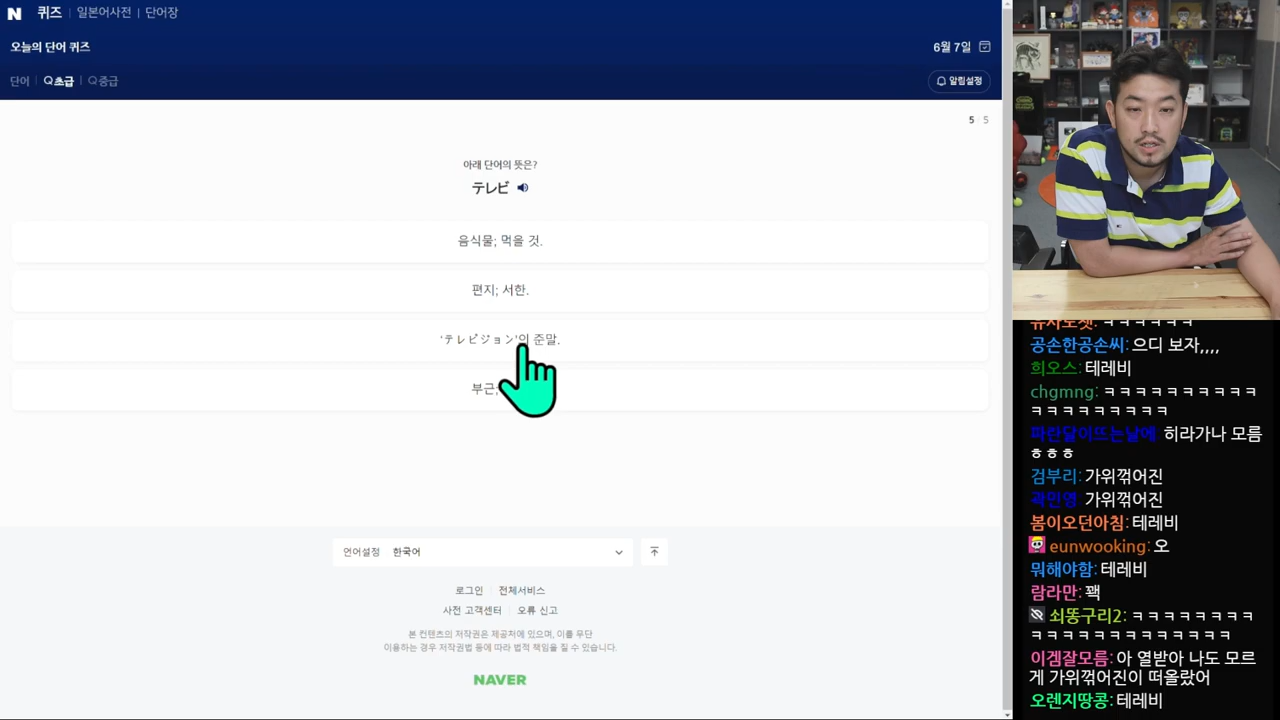 N 퀴즈 일본어사전 단어장
오늘의 단어 퀴즈
6월 7일
단어 Q초급 Q중급
알림설정
5 5
아래 단어의 뜻은?
テレビ
음식물; 먹을 것.
편지; 서한.
‘テレビジョン’의 준말.
부근;
언어설정 한국어
로그인 전체서비스
사전 고객센터 오류 신고
본 컨텐츠의 저작권은 제공처에 있으며, 이를 무단
이용하는 경우 저작권법 등에 따라 법적 책임을 질 수 있습니다.
NAVER
공손한공손씨: 으디 보자,,,,
희오스: 테레비
chgmng: ㅋㅋㅋㅋㅋㅋㅋㅋㅋㅋ
ㅋㅋㅋㅋㅋㅋㅋㅋㅋ
파란달이뜨는날에: 히라가나 모름
ㅎㅎㅎ
검부리: 가위꺾어진
곽민영: 가위꺾어진
봄이오던아침: 테레비
eunwooking: 오
뭐해야함: 테레비
람라만: 꽥
쇠똥구리2: ㅋㅋㅋㅋㅋㅋㅋㅋ
ㅋㅋㅋㅋㅋㅋㅋㅋㅋㅋㅋㅋㅋ
이겜잘모름: 아 열받아 나도 모르
게 가위꺾어진이 떠올랐어
오렌지땅콩: 테레비